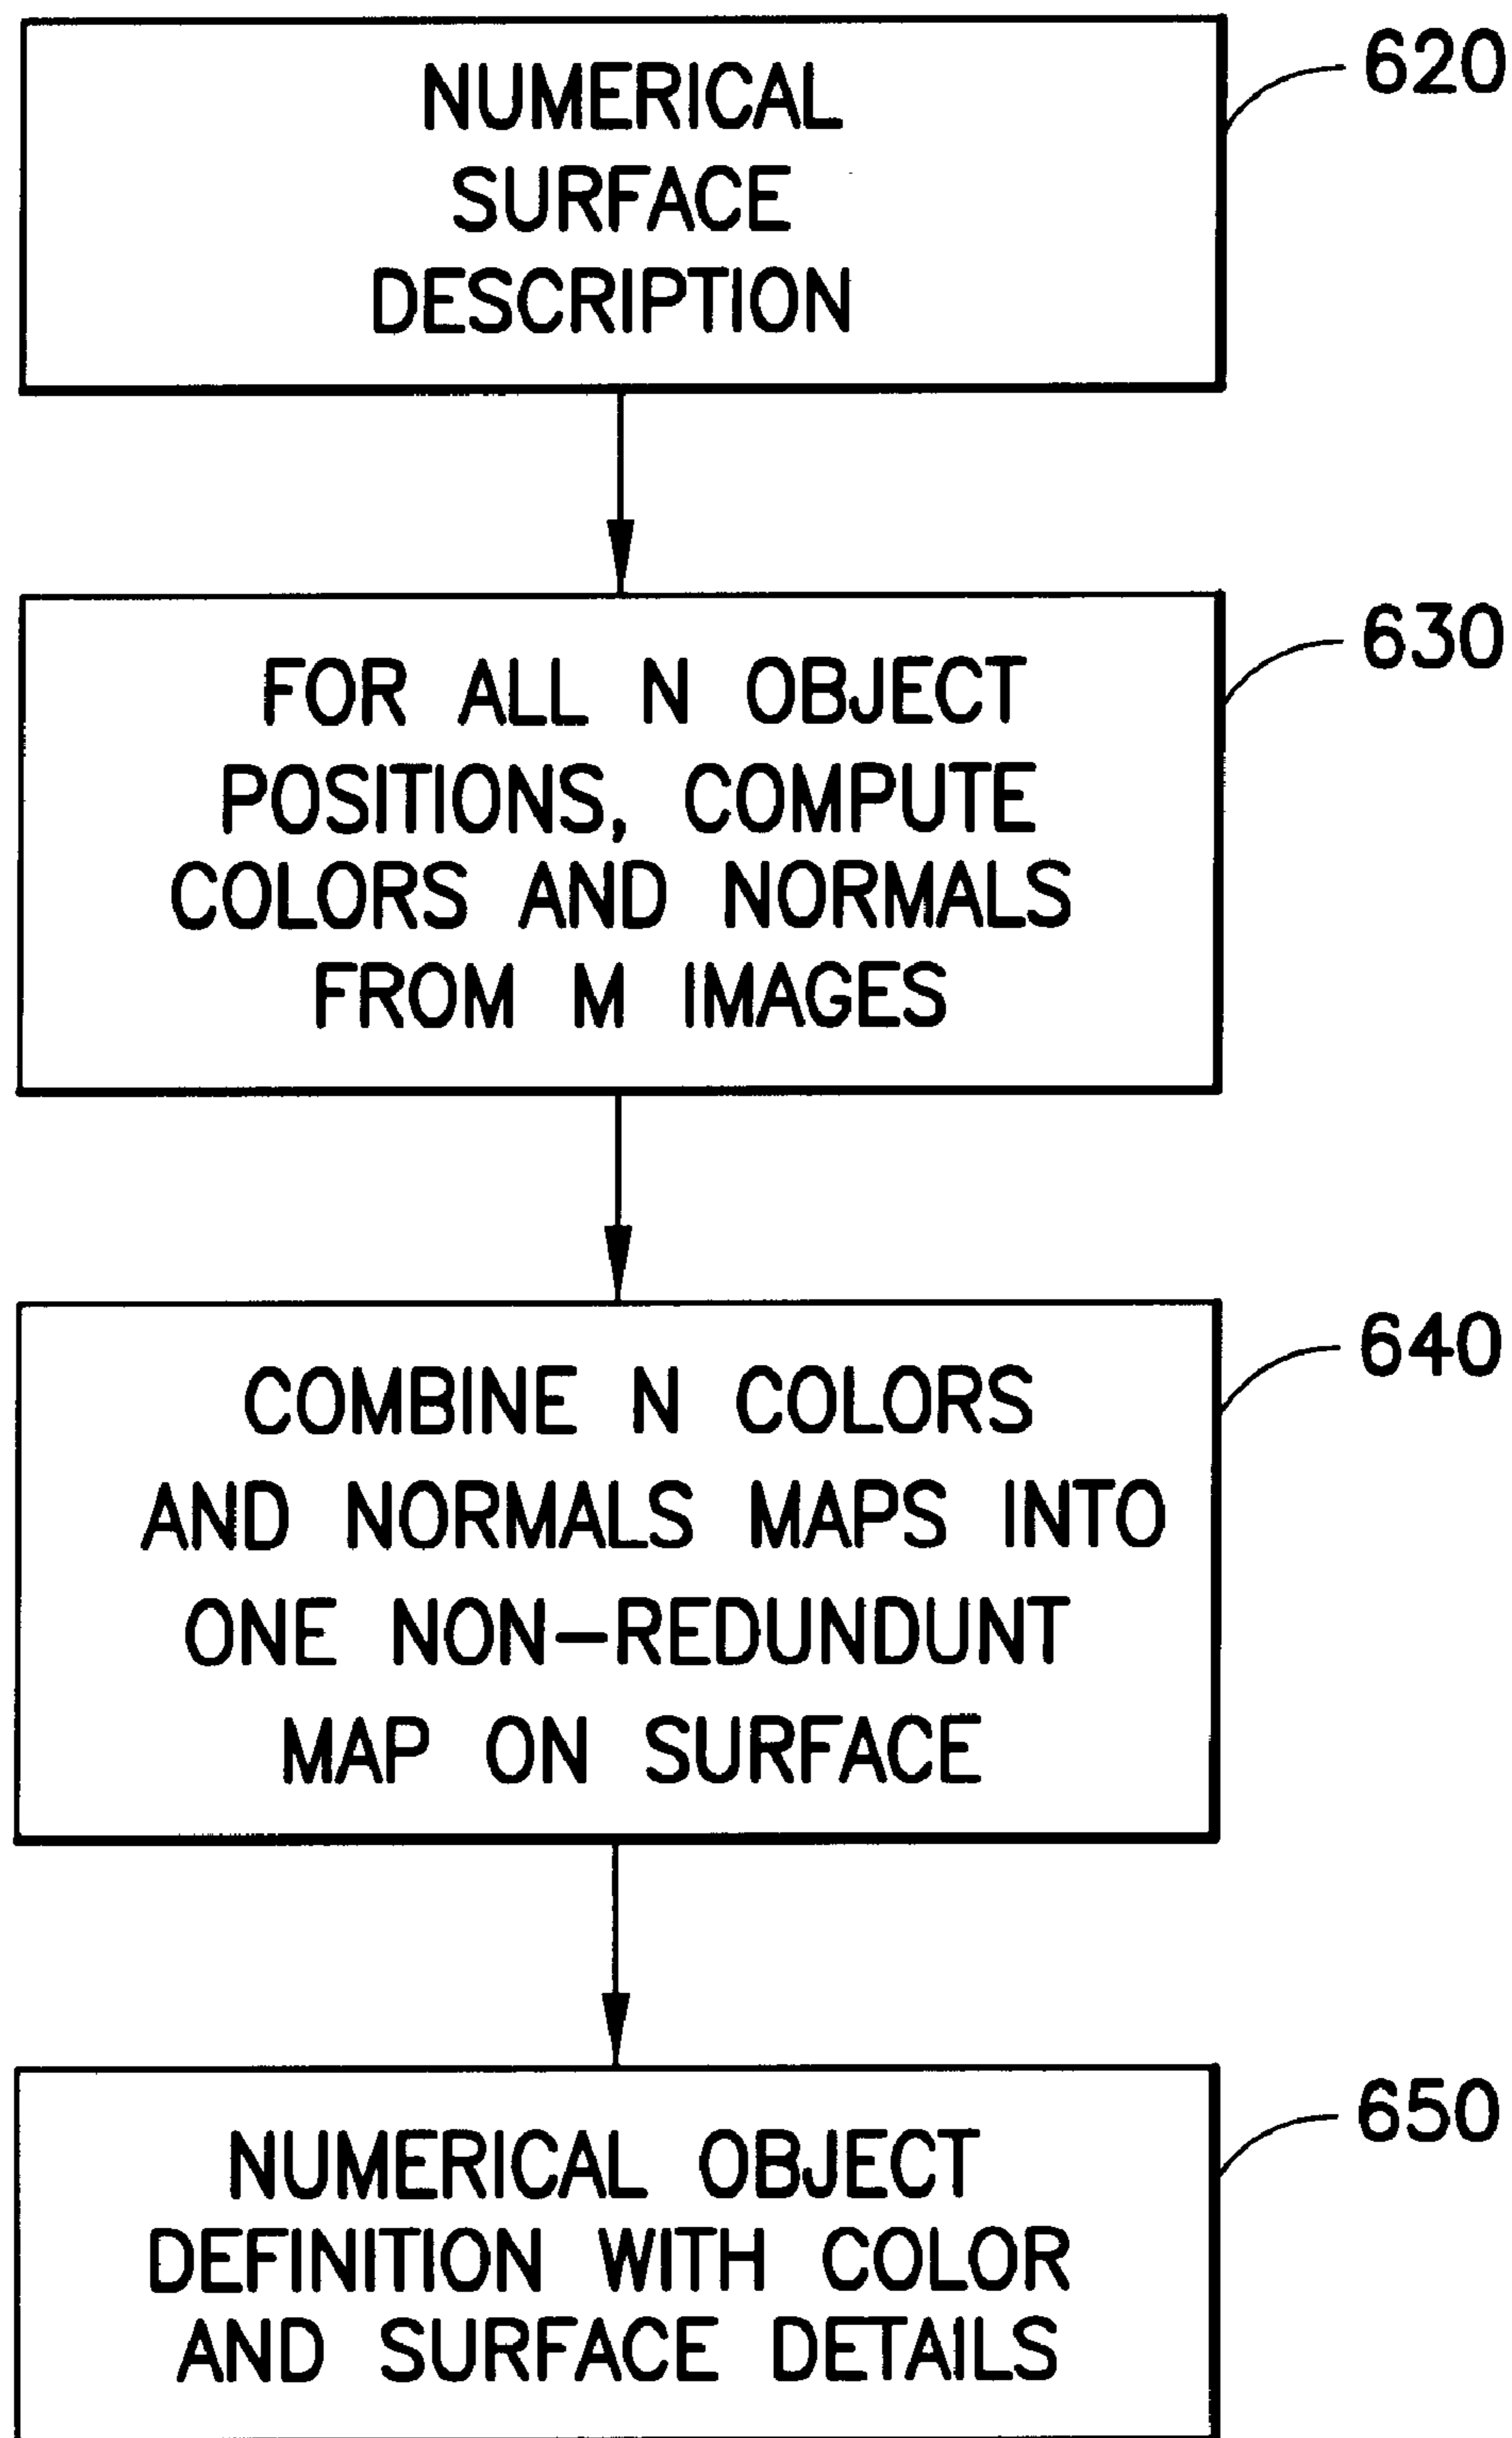 NUMERICAL
SURFACE
DESCRIPTION
620
FOR ALL N OBJECT
POSITIONS, COMPUTE
COLORS AND NORMALS
FROM M IMAGES
630
COMBINE N COLORS
AND NORMALS MAPS INTO
ONE NON-REDUNDUNT
MAP ON SURFACE
640
NUMERICAL OBJECT
DEFINITION WITH COLOR
AND SURFACE DETAILS
650